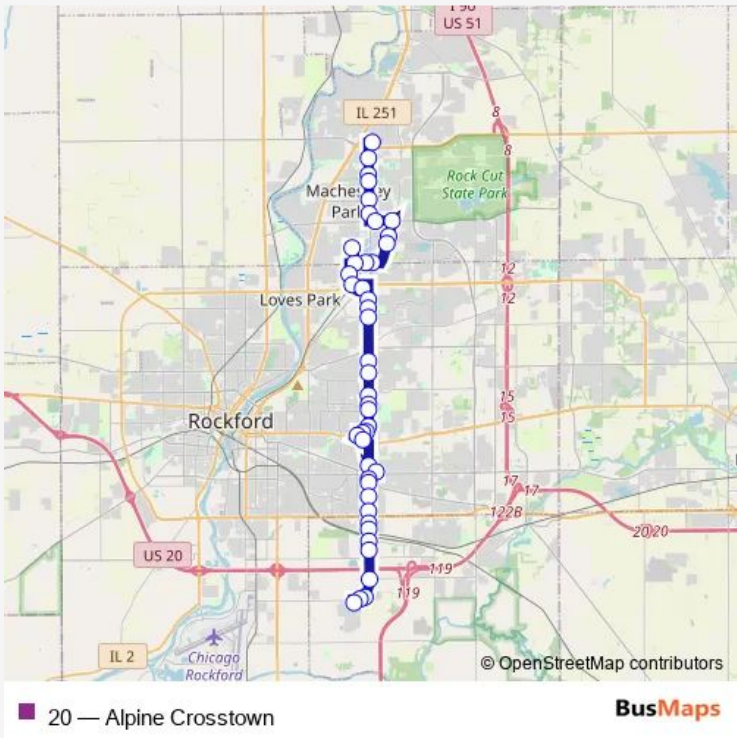 I 90
US 51
IL 251
8
8
Rock Cut
State Park
Machesney
Park
12
12
Loves Park
15
15
Rockford
17
17
122B
20 20
US 20
119
119
IL 2
Chicago
Rockford
© OpenStreetMap contributors
20 — Alpine Crosstown
BusMaps